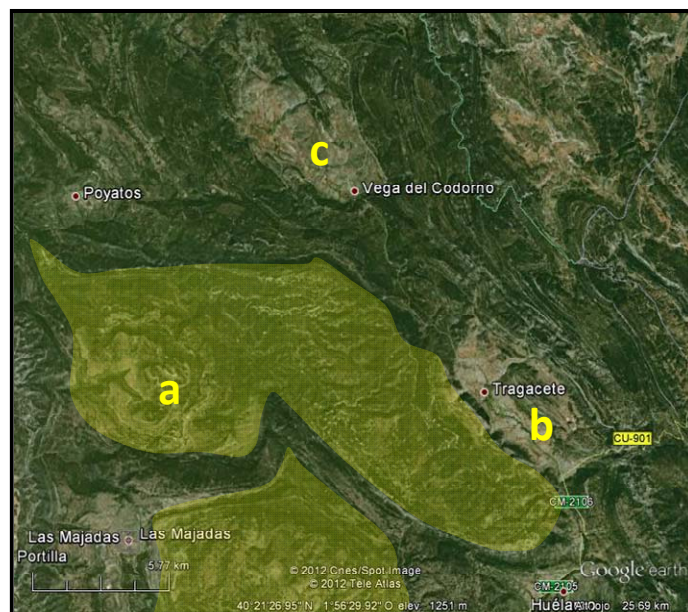 c
Poyatos
Vega del Codorno
a
Tragacete
b
CU-901
CM-2106
Las Majadas Las Majadas
Portilla
5.77 km
© 2012 Cnes/Spot Image
© 2012 Tele Atlas
Google earth
CM-2105
40°21'26.95" N 1°56'29.92" O elev. 1251 m
25.69 km